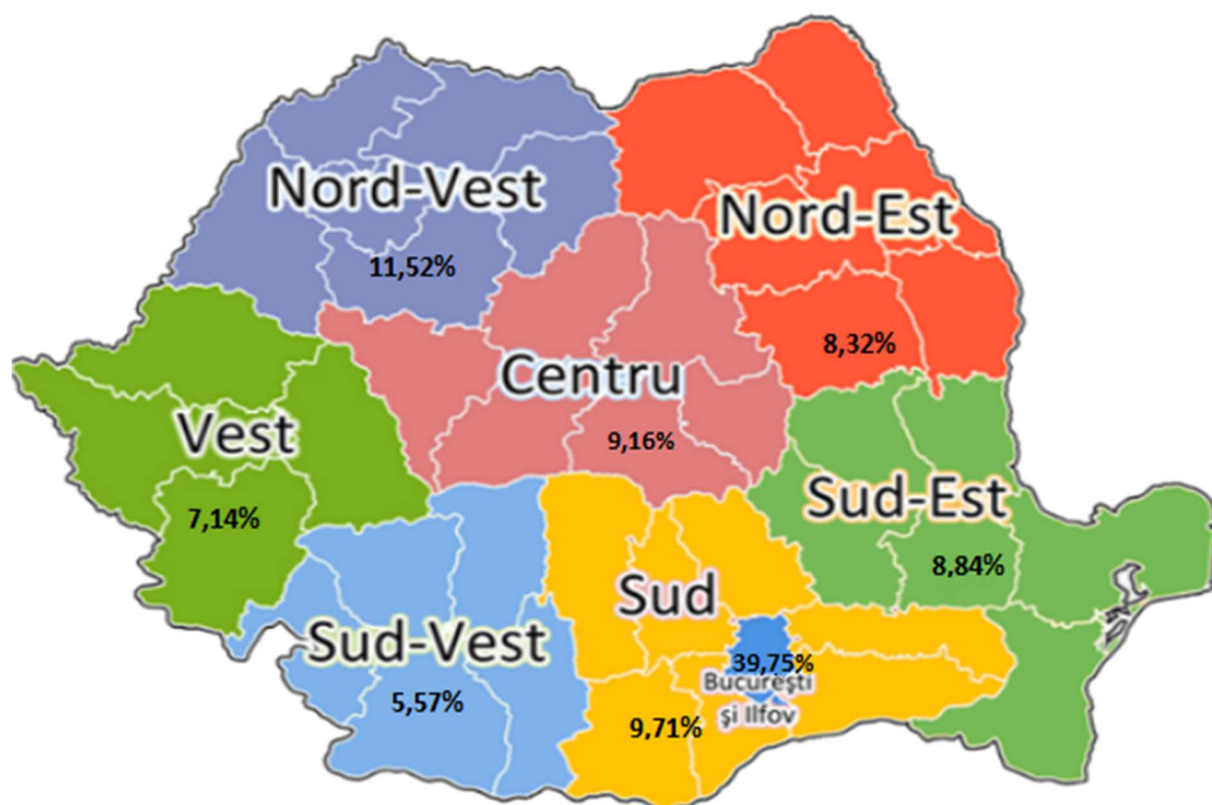 Nord-Vest
11,52%
Nord-Est
8,32%
Centru
9,16%
Vest
7,14%
Sud-Est
8,84%
Sud
9,71%
Sud-Vest
5,57%
39,75%
București
și Ilfov